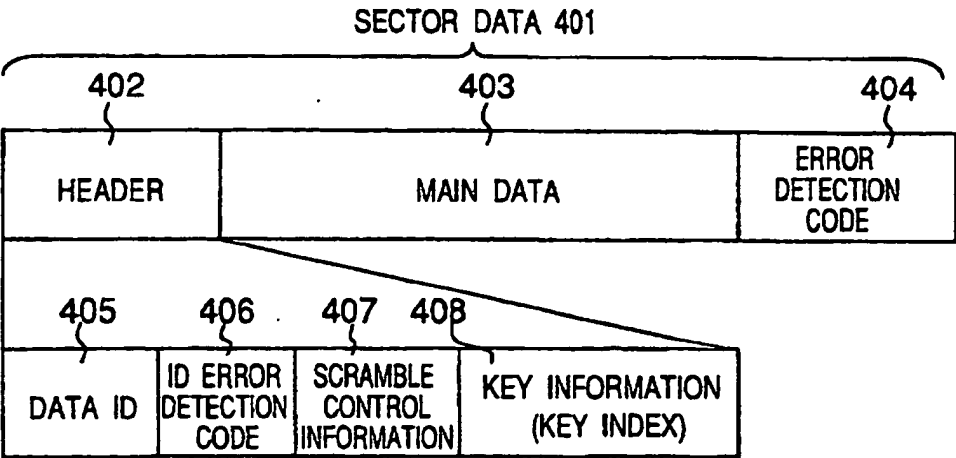 SECTOR DATA 401
402 403 404
HEADER MAIN DATA ERROR
DETECTION
CODE
405 406 407 408
DATA ID ID ERROR
DETECTION
CODE
SCRAMBLE
CONTROL
INFORMATION
KEY INFORMATION
(KEY INDEX)